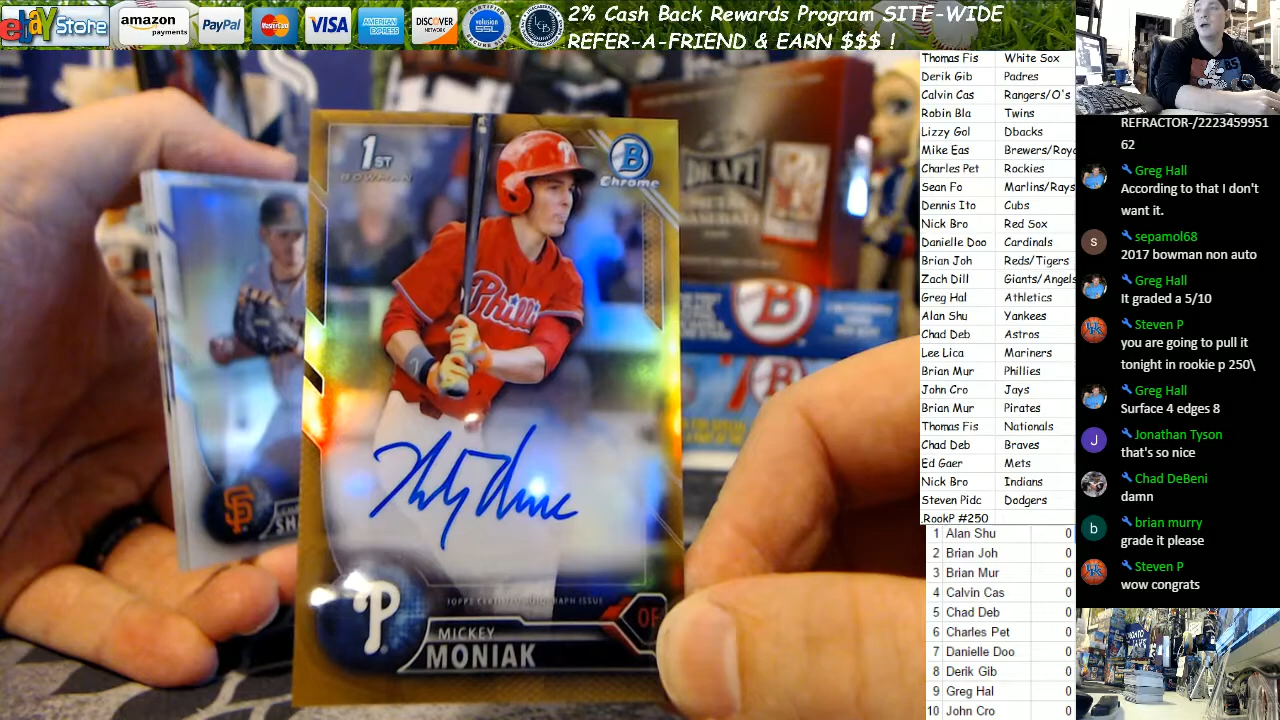 ebay Store
amazon
payments
PayPal
MasterCard
VISA
AMERICAN
EXPRESS
DISCOVER
NETWORK
volusion
SSL
2% Cash Back Rewards Program SITE-WIDE
REFER-A-FRIEND & EARN $$$ !
1ST
BOWMAN
B
Chrome
Phillies
DRAFT
B
SH
TOPPS CERTIFIED AUTOGRAPH ISSUE
OF
P
MICKEY
MONIAK
Thomas Fis White Sox
Derik Gib Padres
Calvin Cas Rangers/O's
Robin Bla Twins
Lizzy Gol Dbacks
Mike Eas Brewers/Roya
Charles Pet Rockies
Sean Fo Marlins/Rays
Dennis Ito Cubs
Nick Bro Red Sox
Danielle Doo Cardinals
Brian Joh Reds/Tigers
Zach Dill Giants/Angels
Greg Hal Athletics
Alan Shu Yankees
Chad Deb Astros
Lee Lica Mariners
Brian Mur Phillies
John Cro Jays
Brian Mur Pirates
Thomas Fis Nationals
Chad Deb Braves
Ed Gaer Mets
Nick Bro Indians
Steven Pidc Dodgers
RookP #250
1 Alan Shu 0
2 Brian Joh 0
3 Brian Mur 0
4 Calvin Cas 0
5 Chad Deb 0
6 Charles Pet 0
7 Danielle Doo 0
8 Derik Gib 0
9 Greg Hal 0
10 John Cro 0
REFRACTOR-/2223459951
62
Greg Hall
According to that I don't
want it.
s
sepamol68
2017 bowman non auto
Greg Hall
It graded a 5/10
Steven P
you are going to pull it
tonight in rookie p 250\
Greg Hall
Surface 4 edges 8
J
Jonathan Tyson
that's so nice
Chad DeBeni
damn
b
brian murry
grade it please
Steven P
wow congrats